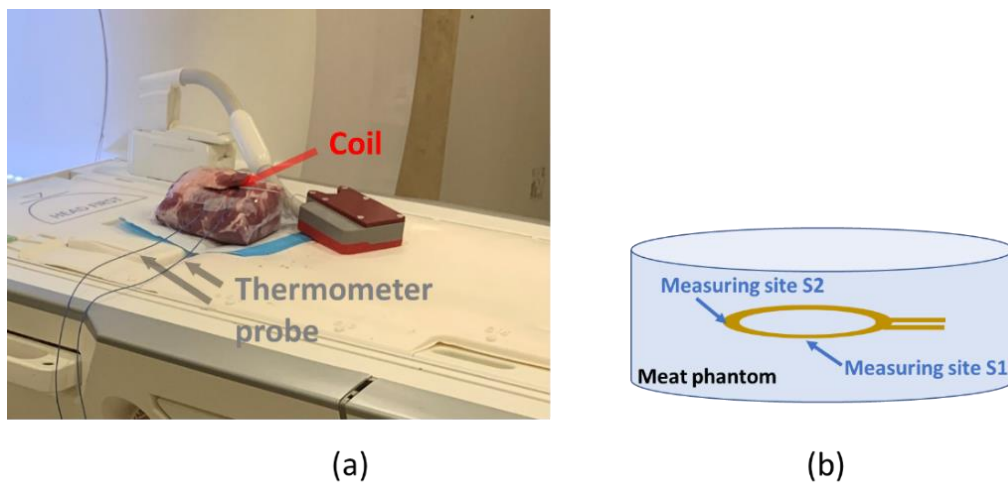 Coil
HEAD FIRST
Thermometer
probe
Measuring site S2
Measuring site S1
Meat phantom
(a)
(b)